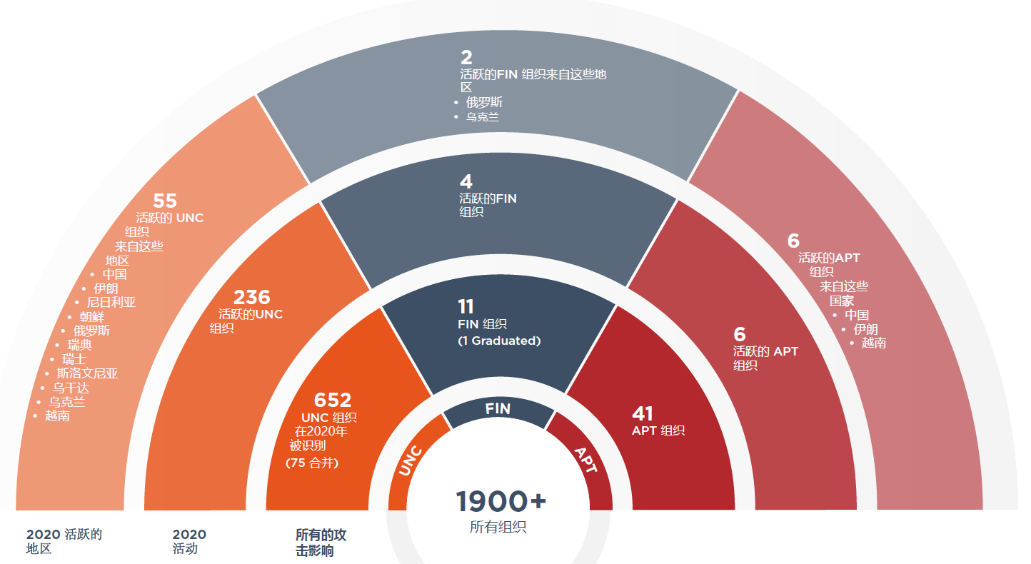 2
活跃的FIN 组织来自这些地
区
• 俄罗斯
• 乌克兰
4
活跃的FIN
组织
11
FIN 组织
(1 Graduated)
FIN
55
活跃的 UNC
组织
来自这些
地区
• 中国
• 伊朗
• 尼日利亚
• 朝鲜
• 俄罗斯
• 瑞典
• 瑞士
• 斯洛文尼亚
• 乌干达
• 乌克兰
• 越南
236
活跃的UNC
组织
652
UNC 组织
在2020年
被识别
(75 合并)
UNC
6
活跃的APT
组织
来自这些
国家
• 中国
• 伊朗
• 越南
6
活跃的 APT
组织
41
APT 组织
APT
1900+
所有组织
2020 活跃的
地区
2020
活动
所有的攻
击影响